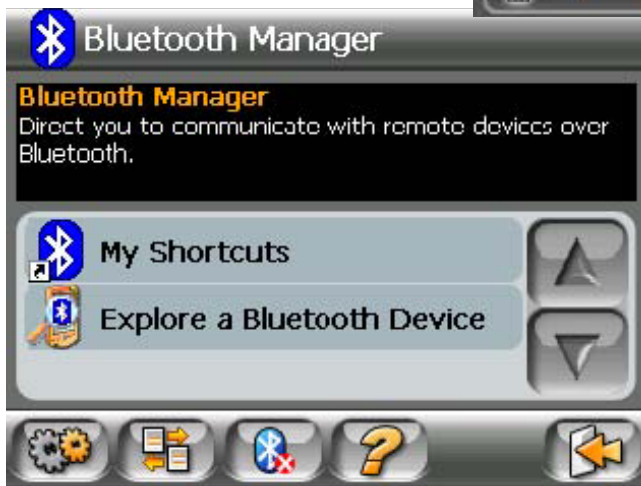 Bluetooth Manager
Bluetooth Manager
Direct you to communicate with remote devices over
Bluetooth.
My Shortcuts
Explore a Bluetooth Device